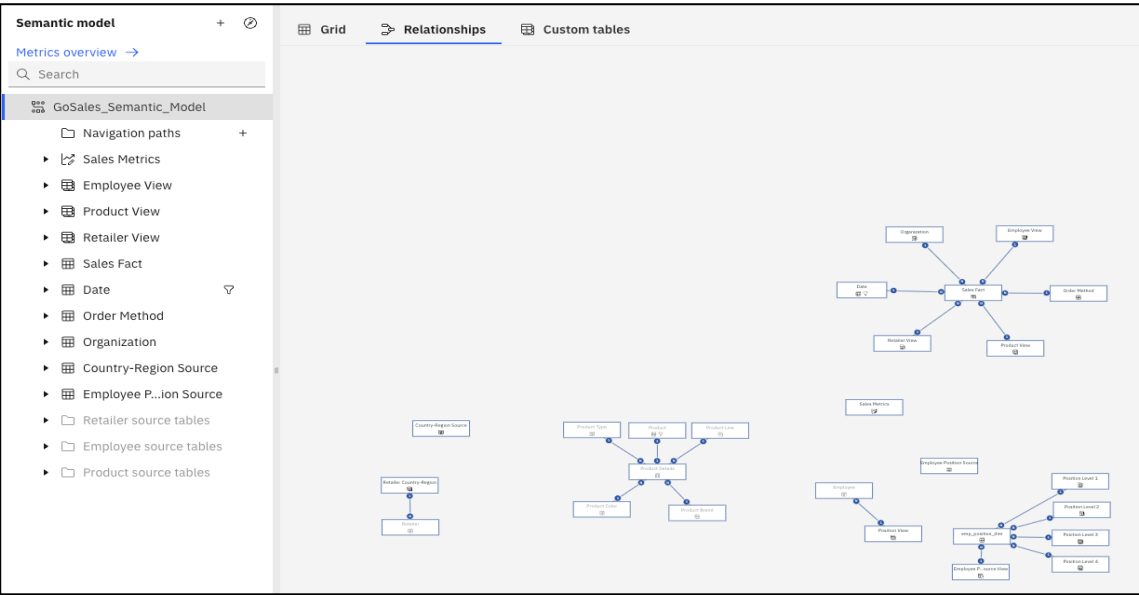 Semantic model
Metrics overview
Search
GoSales_Semantic_Model
Navigation paths
Sales Metrics
Employee View
Product View
Retailer View
Sales Fact
Date
Order Method
Organization
Country-Region Source
Employee P...ion Source
Retailer source tables
Employee source tables
Product source tables
Grid
Relationships
Custom tables
Organization
Employee View
Date
Sales Fact
Order Method
Retailer View
Product View
Sales Metrics
Country-Region Source
Product Type
Product
Product Line
Product Details
Retailer Country-Region
Retailer
Product Color
Product Brand
Employee-Position Source
Employee
Position View
Position Level 1
Position Level 2
emp_position_dim
Position Level 3
Position Level 4
Employee P...ource View